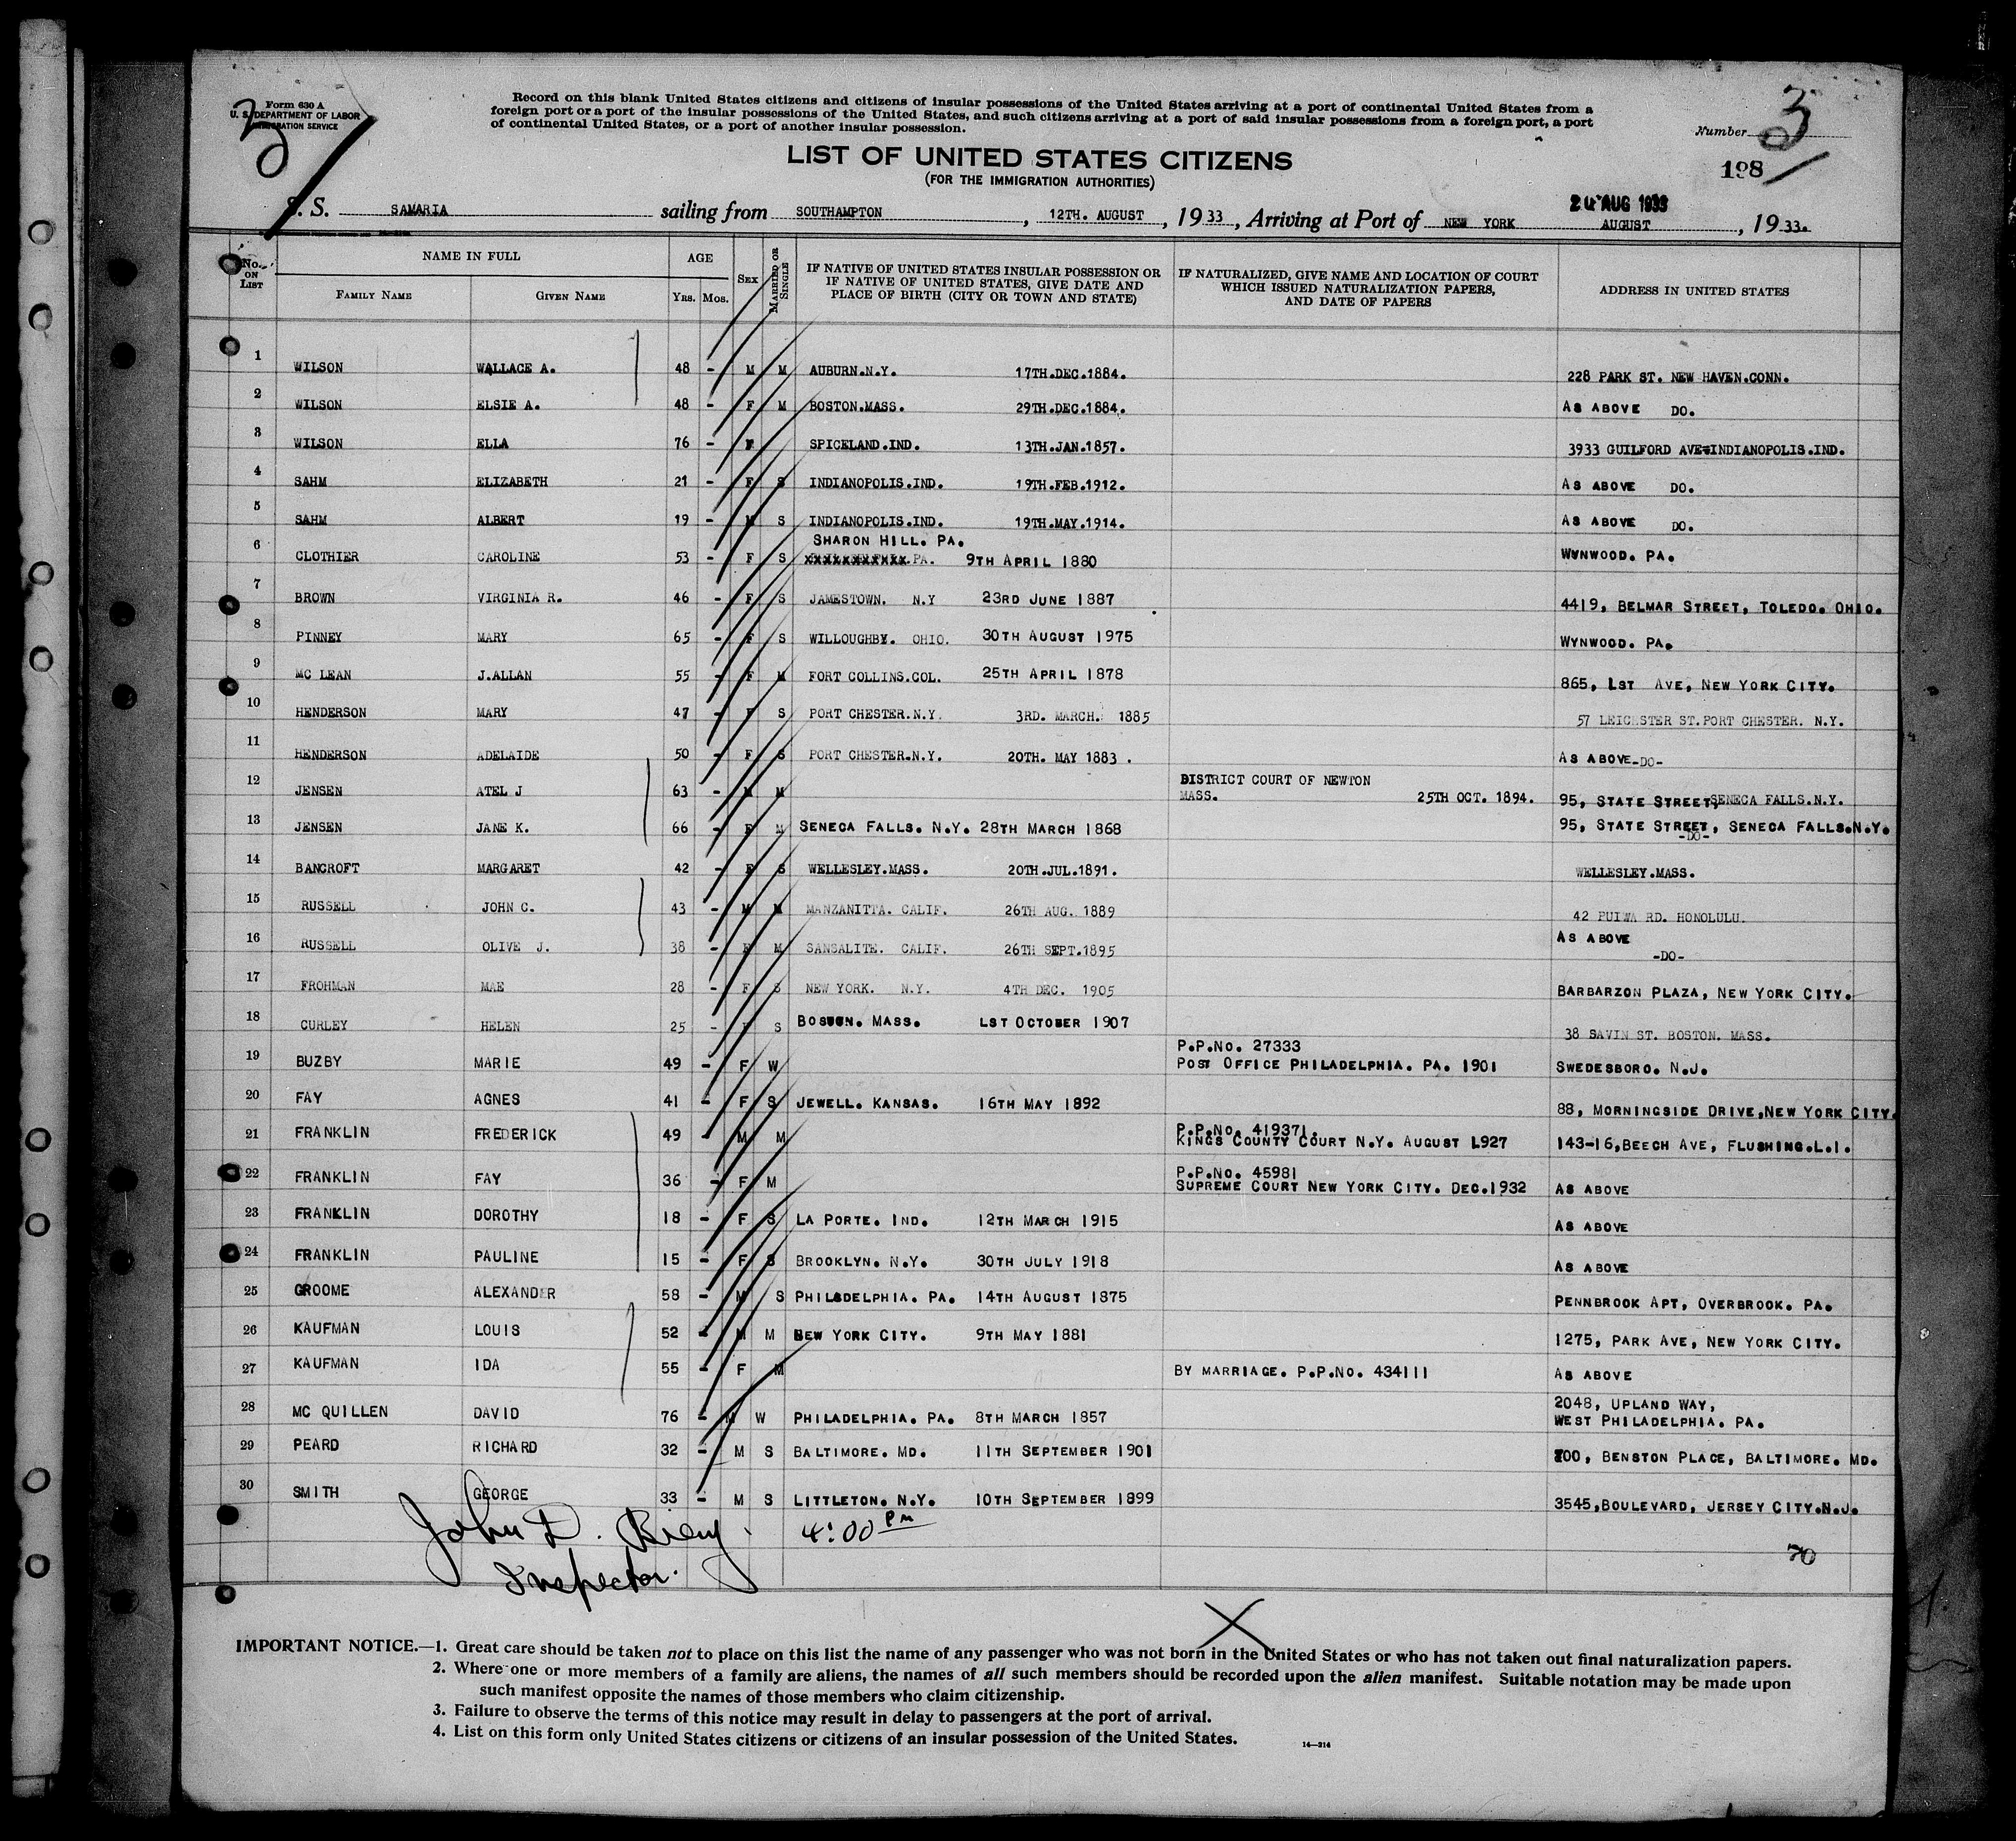 Form 630 A
U. S. DEPARTMENT OF LABOR
IMMIGRATION SERVICE
3
Record on this blank United States citizens and citizens of insular possessions of the United States arriving at a port of continental United States from a
foreign port or a port of the insular possessions of the United States, and such citizens arriving at a port of said insular possessions from a foreign port, a port
of continental United States, or a port of another insular possession.
Number 3
198
LIST OF UNITED STATES CITIZENS
(FOR THE IMMIGRATION AUTHORITIES)
S. S. SAMARIA sailing from SOUTHAMPTON, 12TH. AUGUST, 1933, Arriving at Port of NEW YORK AUGUST, 1933.
AUG 1933
No. ON LIST
NAME IN FULL
FAMILY NAME
GIVEN NAME
AGE
YRS. MOS.
SEX
MARRIED OR SINGLE
IF NATIVE OF UNITED STATES INSULAR POSSESSION OR
IF NATIVE OF UNITED STATES, GIVE DATE AND
PLACE OF BIRTH (CITY OR TOWN AND STATE)
IF NATURALIZED, GIVE NAME AND LOCATION OF COURT
WHICH ISSUED NATURALIZATION PAPERS,
AND DATE OF PAPERS
ADDRESS IN UNITED STATES
1 WILSON WALLACE A. 48 - M M AUBURN.N.Y. 17TH.DEC.1884. 228 PARK ST. NEW HAVEN.CONN.
2 WILSON ELSIE A. 48 - F M BOSTON.MASS. 29TH.DEC.1884. AS ABOVE DO.
3 WILSON ELLA 76 - F SPICELAND.IND. 13TH.JAN.1857. 3933 GUILFORD AVE INDIANOPOLIS.IND.
4 SAHM ELIZABETH 21 - F S INDIANOPOLIS.IND. 19TH.FEB.1912. AS ABOVE DO.
5 SAHM ALBERT 19 - M S INDIANOPOLIS.IND. 19TH.MAY.1914. AS ABOVE DO.
SHARON HILL. PA.
6 CLOTHIER CAROLINE 53 - F S PA. 9TH APRIL 1880 WYNWOOD. PA.
7 BROWN VIRGINIA R. 46 - F S JAMESTOWN. N.Y 23RD JUNE 1887 4419, BELMAR STREET, TOLEDO. OHIO.
8 PINNEY MARY 65 - F S WILLOUGHBY. OHIO. 30TH AUGUST 1975 WYNWOOD. PA.
9 MC LEAN J.ALLAN 55 - F M FORT COLLINS.COL. 25TH APRIL 1878 865, LST AVE, NEW YORK CITY.
10 HENDERSON MARY 47 - F S PORT CHESTER.N.Y. 3RD. MARCH. 1885 57 LEICESTER ST.PORT CHESTER. N.Y.
11 HENDERSON ADELAIDE 50 - F S PORT CHESTER.N.Y. 20TH. MAY 1883 . AS ABOVE -DO-
DISTRICT COURT OF NEWTON
12 JENSEN ATEL J 63 - M M MASS. 25TH OCT. 1894. 95, STATE STREET, SENECA FALLS.N.Y.
13 JENSEN JANE K. 66 - F M SENECA FALLS. N.Y. 28TH MARCH 1868 95, STATE STREET, SENECA FALLS.N.Y.
-DO-
14 BANCROFT MARGARET 42 - F S WELLESLEY.MASS. 20TH.JUL.1891. WELLESLEY.MASS.
15 RUSSELL JOHN C. 43 - M M MANZANITTA. CALIF. 26TH AUG. 1889 42 PUIWA RD. HONOLULU.
16 RUSSELL OLIVE J. 38 - F M SANSALITE. CALIF. 26TH SEPT.1895 AS ABOVE
-DO-
17 FROHMAN MAE 28 - F S NEW YORK. N.Y. 4TH DEC. 1905 BARBARZON PLAZA, NEW YORK CITY.
18 CURLEY HELEN 25 - F S BOSTON. MASS. LST OCTOBER 1907 38 SAVIN ST. BOSTON. MASS.
P.P.NO. 27333
19 BUZBY MARIE 49 - F W POST OFFICE PHILADELPHIA. PA. 1901 SWEDESBORO. N.J.
20 FAY AGNES 41 - F S JEWELL. KANSAS. 16TH MAY 1892 88, MORNINGSIDE DRIVE,NEW YORK CITY.
P.P.NO. 419371.
21 FRANKLIN FREDERICK 49 - M M KINGS COUNTY COURT N.Y. AUGUST L927 143-16,BEECH AVE, FLUSHING.L.I.
P.P.NO. 45981
22 FRANKLIN FAY 36 - F M SUPREME COURT NEW YORK CITY. DEC.1932 AS ABOVE
23 FRANKLIN DOROTHY 18 - F S LA PORTE. IND. 12TH MARCH 1915 AS ABOVE
24 FRANKLIN PAULINE 15 - F S BROOKLYN. N.Y. 30TH JULY 1918 AS ABOVE
25 GROOME ALEXANDER 58 - M S PHILADELPHIA. PA. 14TH AUGUST 1875 PENNBROOK APT, OVERBROOK. PA.
26 KAUFMAN LOUIS 52 - M M NEW YORK CITY. 9TH MAY 1881 1275, PARK AVE, NEW YORK CITY.
27 KAUFMAN IDA 55 - F M BY MARRIAGE. P.P.NO. 434111 AS ABOVE
28 MC QUILLEN DAVID 76 - M W PHILADELPHIA. PA. 8TH MARCH 1857 2048, UPLAND WAY,
WEST PHILADELPHIA. PA.
29 PEARD RICHARD 32 - M S BALTIMORE. MD. 11TH SEPTEMBER 1901 BENSTON PLACE, BALTIMORE. MD.
30 SMITH GEORGE 33 - M S LITTLETON. N.Y. 10TH SEPTEMBER 1899 3545,BOULEVARD, JERSEY CITY.N.J.
John D.
Inspector.
4:00 PM
70
IMPORTANT NOTICE.—1. Great care should be taken not to place on this list the name of any passenger who was not born in the United States or who has not taken out final naturalization papers.
2. Where one or more members of a family are aliens, the names of all such members should be recorded upon the alien manifest. Suitable notation may be made upon
such manifest opposite the names of those members who claim citizenship.
3. Failure to observe the terms of this notice may result in delay to passengers at the port of arrival.
4. List on this form only United States citizens or citizens of an insular possession of the United States.
14—214